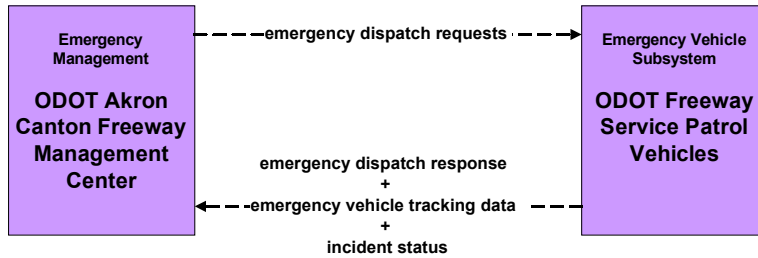 Emergency
Management
ODOT Akron
Canton Freeway
Management
Center
emergency dispatch requests
emergency dispatch response
+
emergency vehicle tracking data
+
incident status
Emergency Vehicle
Subsystem
ODOT Freeway
Service Patrol
Vehicles